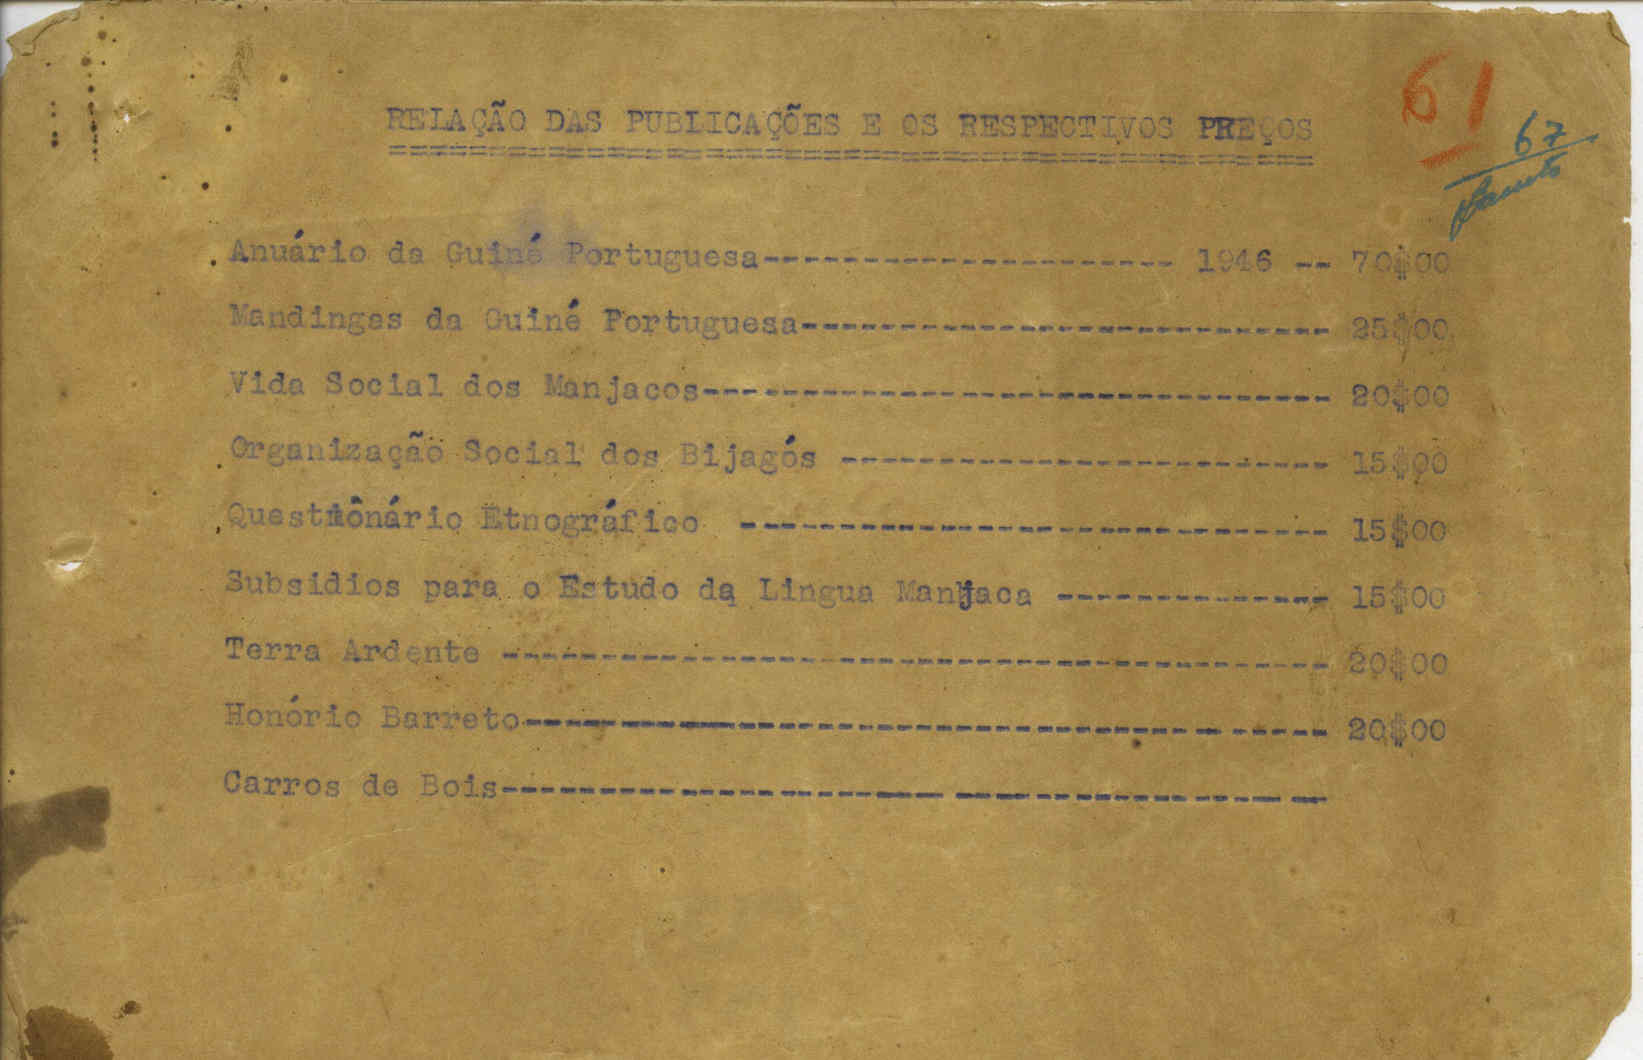 61
67
RELAÇÃO DAS PUBLICAÇÕES E OS RESPECTIVOS PREÇOS
===============================================
Anuário da Guiné Portuguesa--------------------- 1946 -- 70$00
Mandingas da Guiné Portuguesa--------------------------- 25$00
Vida Social dos Manjacos-------------------------------- 20$00
Organização Social dos Bijagós ------------------------- 15$00
Questiònário Etnográfico ------------------------------ 15$00
Subsidios para o Estudo da Lingua Manjaca -------------- 15$00
Terra Ardente ------------------------------------------ 20$00
Honório Barreto----------------------------------------- 20$00
Carros de Bois------------------------------------------